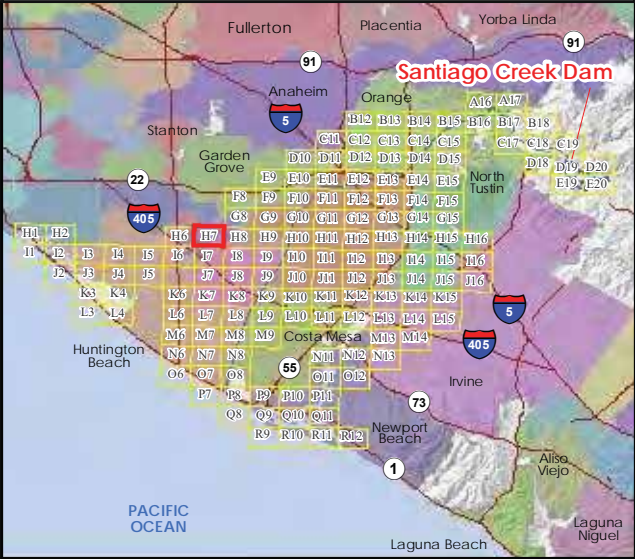 Fullerton
Placentia
Yorba Linda
91
91
Santiago Creek Dam
Anaheim
Orange
A16 A17
5
B12 B13 B14 B15 B16 B17 B18
Stanton
C11 C12 C13 C14 C15 C17 C18 C19
Garden
Grove
D10 D11 D12 D13 D14 D15 D18 D19 D20
22
E9 E10 E11 E12 E13 E14 E15 E19 E20
North
Tustin
F8 F9 F10 F11 F12 F13 F14 F15
405
G8 G9 G10 G11 G12 G13 G14 G15
H1 H2 H6 H7 H8 H9 H10 H11 H12 H13 H14 H15 H16
I1 I2 I3 I4 I5 I6 I7 I8 I9 I10 I11 I12 I13 I14 I15 I16
J2 J3 J4 J5 J7 J8 J9 J10 J11 J12 J13 J14 J15 J16
K3 K4 K6 K7 K8 K9 K10 K11 K12 K13 K14 K15
5
L3 L4 L6 L7 L8 L9 L10 L11 L12 L13 L14 L15
M6 M7 M8 M9 Costa Mesa M13 M14
405
Huntington
Beach
N6 N7 N8 N11 N12 N13
55
O6 O7 O8 O11 O12
Irvine
P7 P8 P9 P10 P11
73
Q8 Q9 Q10 Q11
Newport
Beach
R9 R10 R11 R12
1
Aliso
Viejo
PACIFIC
OCEAN
Laguna
Niguel
Laguna Beach